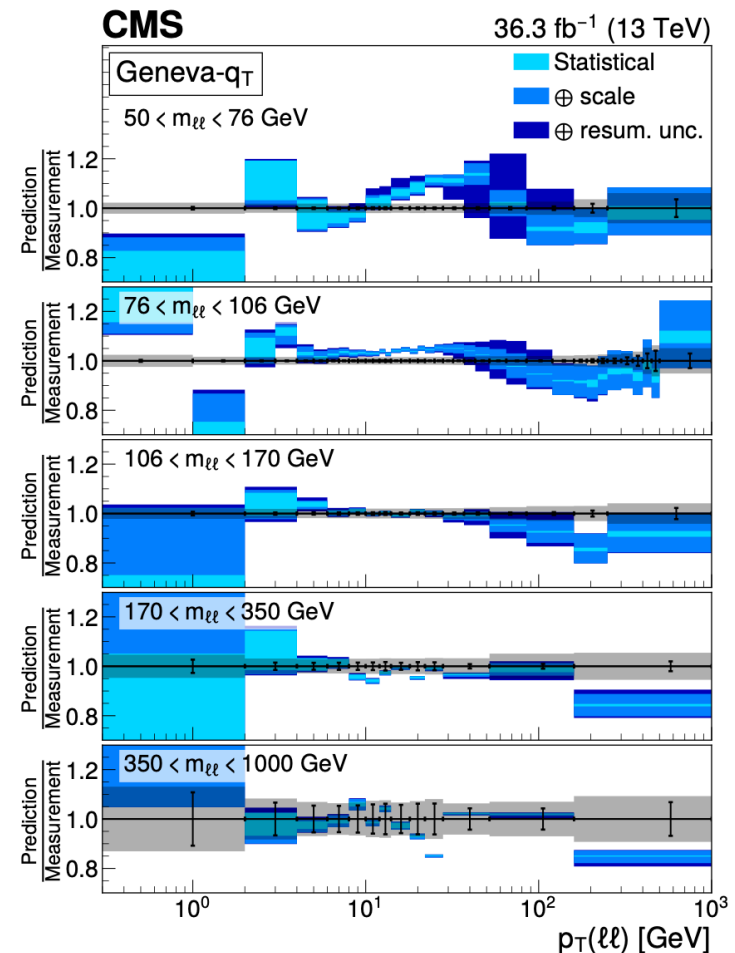 CMS 36.3 fb⁻¹ (13 TeV)
Geneva-q_T
Statistical
⊕ scale
⊕ resum. unc.
50 < m_ℓℓ < 76 GeV
Prediction
Measurement
1.2
1.0
0.8
76 < m_ℓℓ < 106 GeV
Prediction
Measurement
1.2
1.0
0.8
106 < m_ℓℓ < 170 GeV
Prediction
Measurement
1.2
1.0
0.8
170 < m_ℓℓ < 350 GeV
Prediction
Measurement
1.2
1.0
0.8
350 < m_ℓℓ < 1000 GeV
Prediction
Measurement
1.2
1.0
0.8
10⁰ 10¹ 10² 10³
p_T(ℓℓ) [GeV]